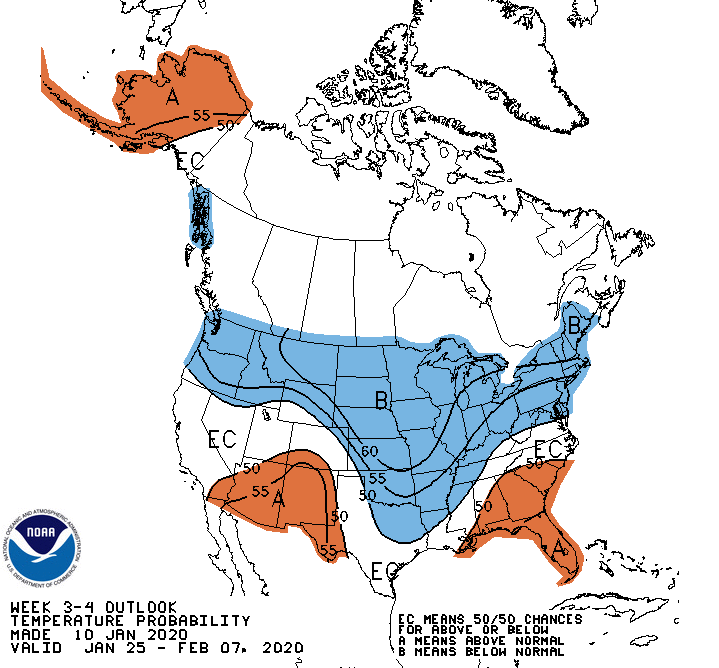 A
55
50
EC
B
B
EC
60
EC
50
50
55
55
A
50
50
50
A
55
EC
NATIONAL OCEANIC AND ATMOSPHERIC ADMINISTRATION
NOAA
U.S. DEPARTMENT OF COMMERCE
WEEK 3-4 OUTLOOK
TEMPERATURE PROBABILITY
MADE 10 JAN 2020
VALID JAN 25 - FEB 07, 2020
EC MEANS 50/50 CHANCES
FOR ABOVE OR BELOW
A MEANS ABOVE NORMAL
B MEANS BELOW NORMAL